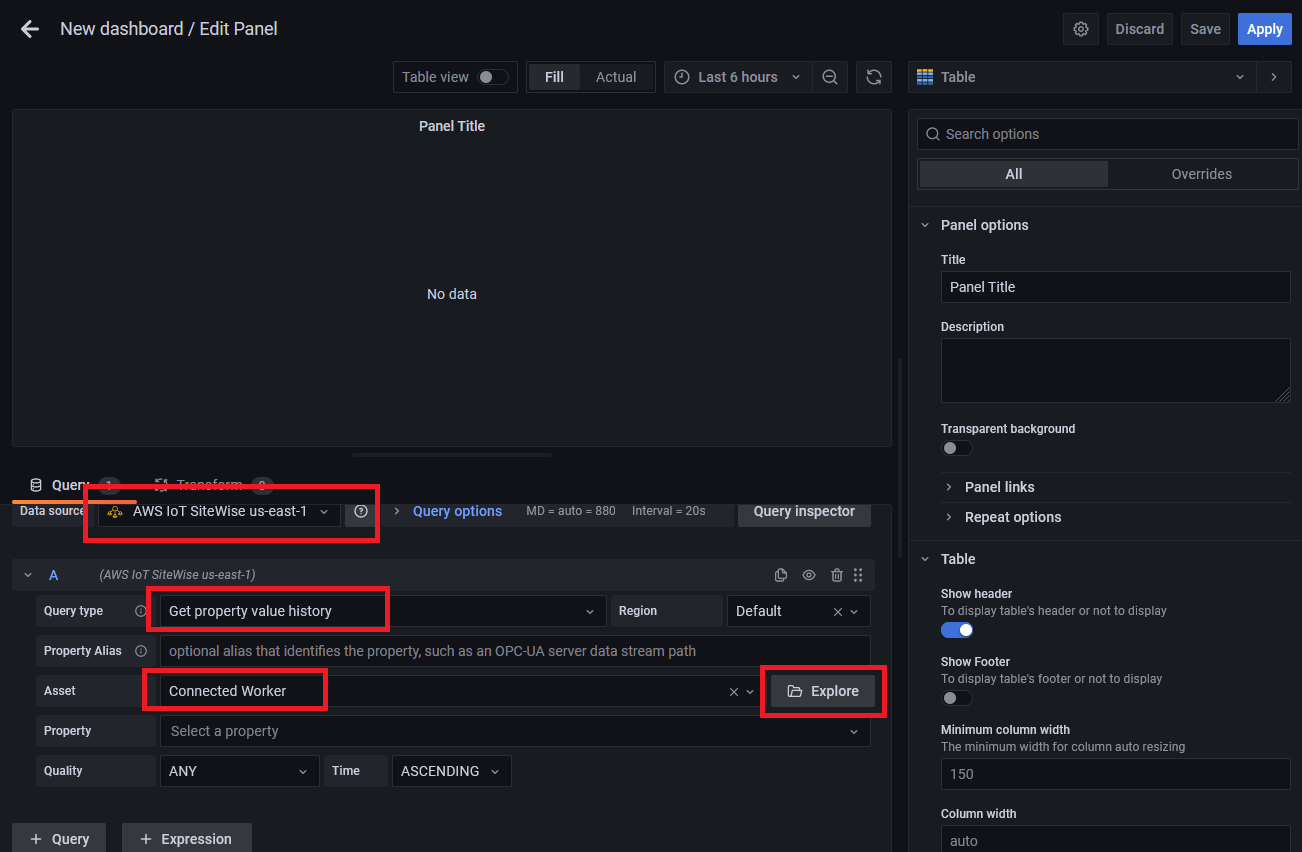 New dashboard / Edit Panel
Discard
Save
Apply
Table view
Fill
Actual
Last 6 hours
Table
Panel Title
No data
Search options
All
Overrides
Panel options
Title
Panel Title
Description
Transparent background
Panel links
Repeat options
Table
Show header
To display table's header or not to display
Show Footer
To display table's footer or not to display
Minimum column width
The minimum width for column auto resizing
150
Column width
auto
Query 1
Transform 0
Data source
AWS IoT SiteWise us-east-1
Query options
MD = auto = 880
Interval = 20s
Query inspector
A
(AWS IoT SiteWise us-east-1)
Query type
Get property value history
Region
Default
Property Alias
optional alias that identifies the property, such as an OPC-UA server data stream path
Asset
Connected Worker
Explore
Property
Select a property
Quality
ANY
Time
ASCENDING
+ Query
+ Expression